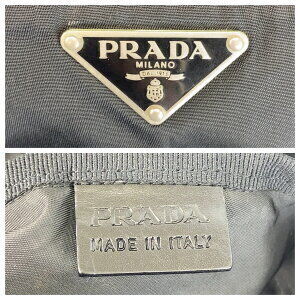 PRADA
MILANO
DAL 1913
PRADA
MADE IN ITALY